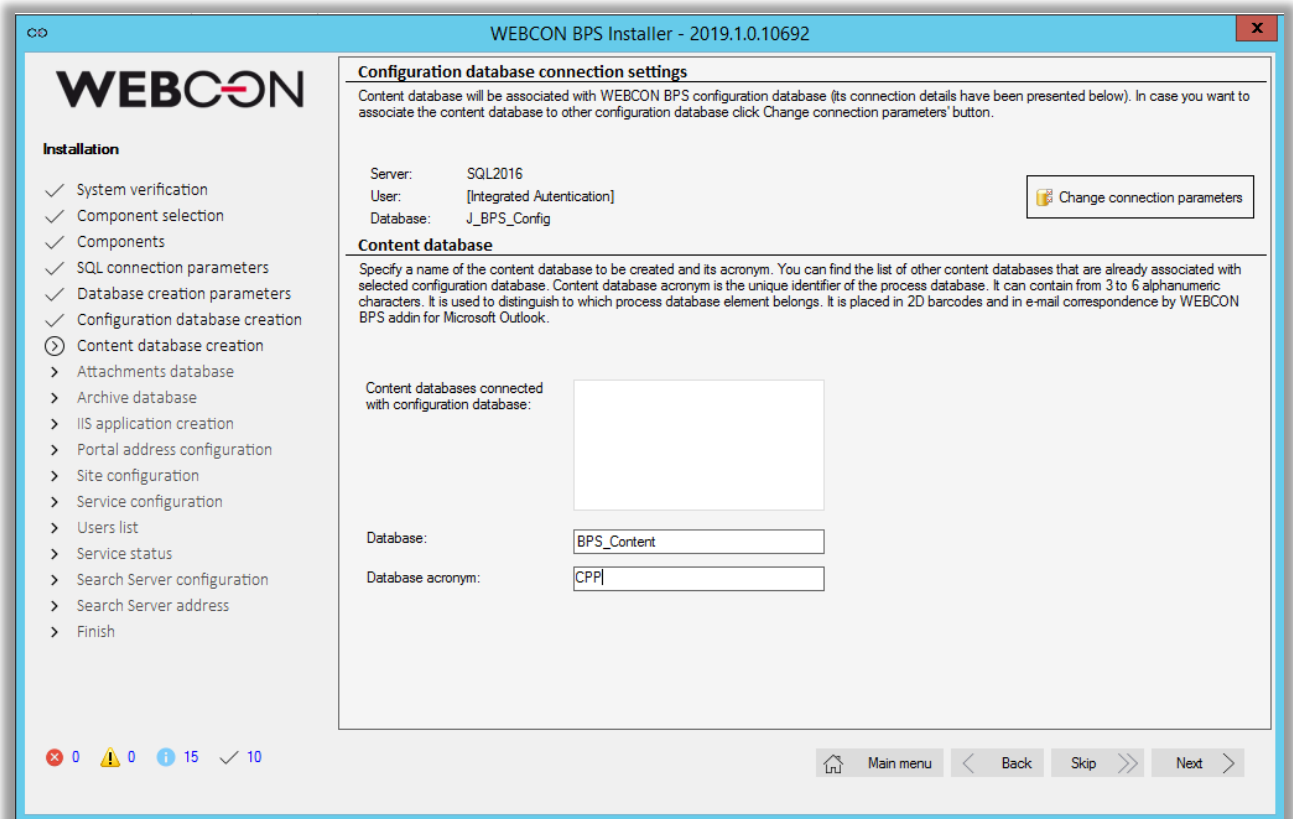 WEBCON BPS Installer - 2019.1.0.10692
x
WEBCON
Installation
System verification
Component selection
Components
SQL connection parameters
Database creation parameters
Configuration database creation
Content database creation
Attachments database
Archive database
IIS application creation
Portal address configuration
Site configuration
Service configuration
Users list
Service status
Search Server configuration
Search Server address
Finish
0 0 15 10
Configuration database connection settings
Content database will be associated with WEBCON BPS configuration database (its connection details have been presented below). In case you want to
associate the content database to other configuration database click Change connection parameters' button.
Server: SQL2016
User: [Integrated Autentication]
Database: J_BPS_Config
Change connection parameters
Content database
Specify a name of the content database to be created and its acronym. You can find the list of other content databases that are already associated with
selected configuration database. Content database acronym is the unique identifier of the process database. It can contain from 3 to 6 alphanumeric
characters. It is used to distinguish to which process database element belongs. It is placed in 2D barcodes and in e-mail correspondence by WEBCON
BPS addin for Microsoft Outlook.
Content databases connected
with configuration database:
Database: BPS_Content
Database acronym: CPP
Main menu Back Skip Next